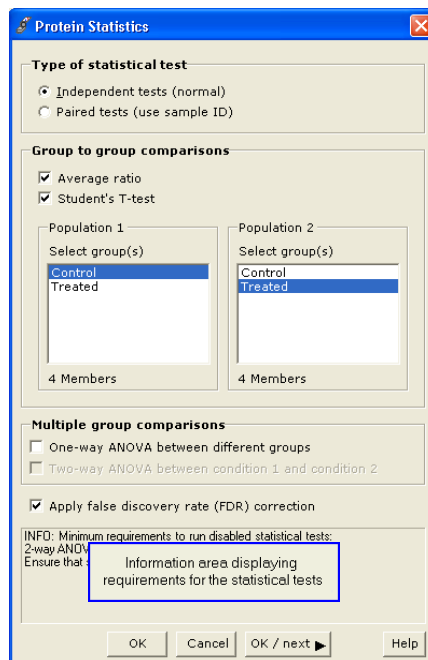 Protein Statistics
Type of statistical test
Independent tests (normal)
Paired tests (use sample ID)
Group to group comparisons
Average ratio
Student's T-test
Population 1
Select group(s)
Control
Treated
4 Members
Population 2
Select group(s)
Control
Treated
4 Members
Multiple group comparisons
One-way ANOVA between different groups
Two-way ANOVA between condition 1 and condition 2
Apply false discovery rate (FDR) correction
INFO: Minimum requirements to run disabled statistical tests:
2-way
Ensure that
Information area displaying
requirements for the statistical tests
OK
Cancel
OK / next
Help